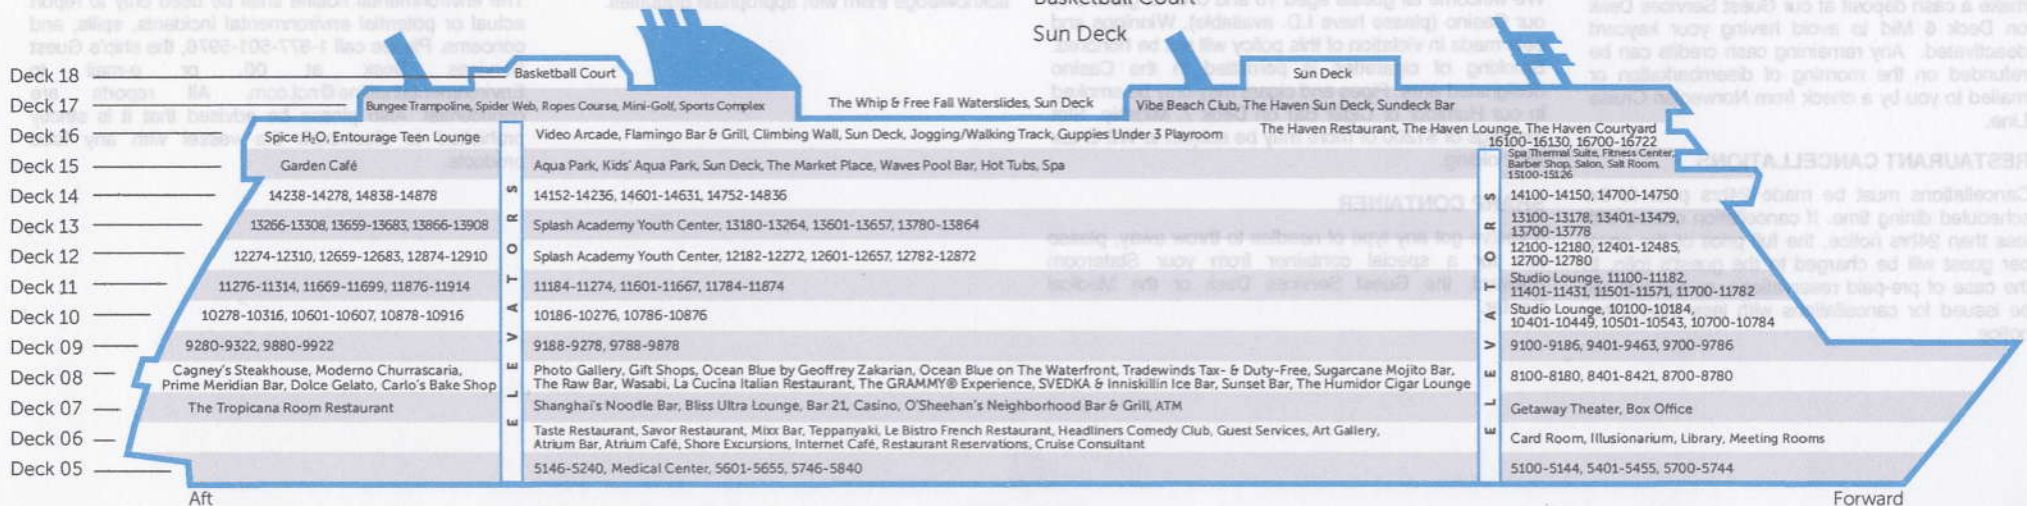 Basketball Court
Sun Deck
Deck 18
Basketball Court
Sun Deck
Deck 17
Bungee Trampoline, Spider Web, Ropes Course, Mini-Golf, Sports Complex
The Whip & Free Fall Waterslides, Sun Deck
Vibe Beach Club, The Haven Sun Deck, Sundeck Bar
Deck 16
Spice H₂O, Entourage Teen Lounge
Video Arcade, Flamingo Bar & Grill, Climbing Wall, Sun Deck, Jogging/Walking Track, Guppies Under 3 Playroom
The Haven Restaurant, The Haven Lounge, The Haven Courtyard
16100-16130, 16700-16722
Deck 15
Garden Café
Aqua Park, Kids' Aqua Park, Sun Deck, The Market Place, Waves Pool Bar, Hot Tubs, Spa
Spa Thermal Suite, Fitness Center,
Barber Shop, Salon, Salt Room,
15100-15126
Deck 14
14238-14278, 14838-14878
14152-14236, 14601-14631, 14752-14836
14100-14150, 14700-14750
Deck 13
13266-13308, 13659-13683, 13866-13908
Splash Academy Youth Center, 13180-13264, 13601-13657, 13780-13864
13100-13178, 13401-13479,
13700-13778
Deck 12
12274-12310, 12659-12683, 12874-12910
Splash Academy Youth Center, 12182-12272, 12601-12657, 12782-12872
12100-12180, 12401-12485,
12700-12780
Deck 11
11276-11314, 11669-11699, 11876-11914
11184-11274, 11601-11667, 11784-11874
Studio Lounge, 11100-11182,
11401-11431, 11501-11571, 11700-11782
Deck 10
10278-10316, 10601-10607, 10878-10916
10186-10276, 10786-10876
Studio Lounge, 10100-10184,
10401-10449, 10501-10543, 10700-10784
Deck 09
9280-9322, 9880-9922
9188-9278, 9788-9878
9100-9186, 9401-9463, 9700-9786
Deck 08
Cagney's Steakhouse, Moderno Churrascaria,
Prime Meridian Bar, Dolce Gelato, Carlo's Bake Shop
Photo Gallery, Gift Shops, Ocean Blue by Geoffrey Zakarian, Ocean Blue on The Waterfront, Tradewinds Tax- & Duty-Free, Sugarcane Mojito Bar,
The Raw Bar, Wasabi, La Cucina Italian Restaurant, The GRAMMY® Experience, SVEDKA & Inniskillin Ice Bar, Sunset Bar, The Humidor Cigar Lounge
8100-8180, 8401-8421, 8700-8780
Deck 07
The Tropicana Room Restaurant
Shanghai's Noodle Bar, Bliss Ultra Lounge, Bar 21, Casino, O'Sheehan's Neighborhood Bar & Grill, ATM
Getaway Theater, Box Office
Deck 06
Taste Restaurant, Savor Restaurant, Mixx Bar, Teppanyaki, Le Bistro French Restaurant, Headliners Comedy Club, Guest Services, Art Gallery,
Atrium Bar, Atrium Café, Shore Excursions, Internet Café, Restaurant Reservations, Cruise Consultant
Card Room, Illusionarium, Library, Meeting Rooms
Deck 05
5146-5240, Medical Center, 5601-5655, 5746-5840
5100-5144, 5401-5455, 5700-5744
ELEVATORS
ELEVATORS
Aft
Forward